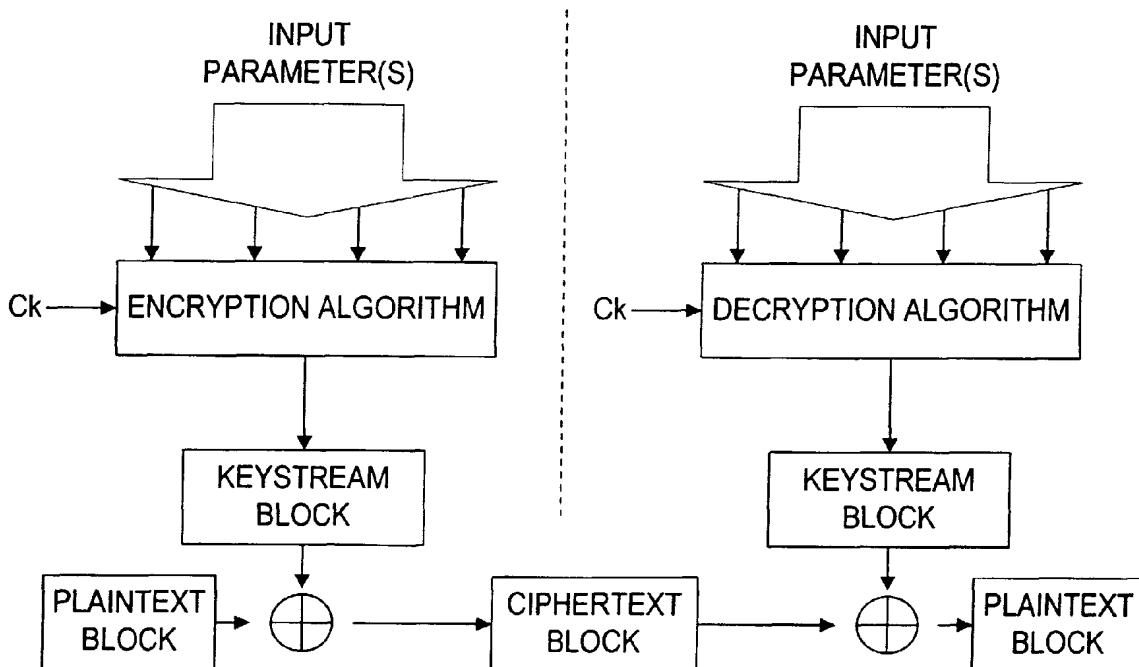 INPUT
PARAMETER(S)
INPUT
PARAMETER(S)
Ck
ENCRYPTION ALGORITHM
Ck
DECRYPTION ALGORITHM
KEYSTREAM
BLOCK
KEYSTREAM
BLOCK
PLAINTEXT
BLOCK
CIPHERTEXT
BLOCK
PLAINTEXT
BLOCK